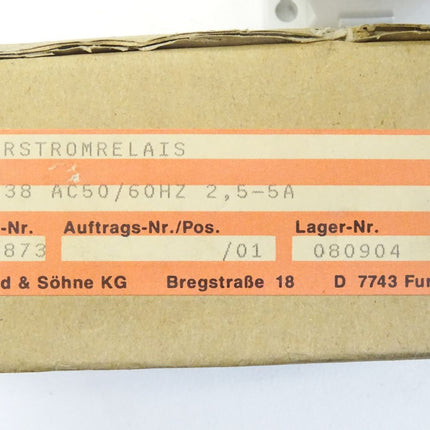 RSTROMRELAIS
38 AC50/60HZ 2,5-5A
-Nr. Auftrags-Nr./Pos. Lager-Nr.
873 /01 080904
d & Söhne KG Bregstraße 18 D 7743 Fur